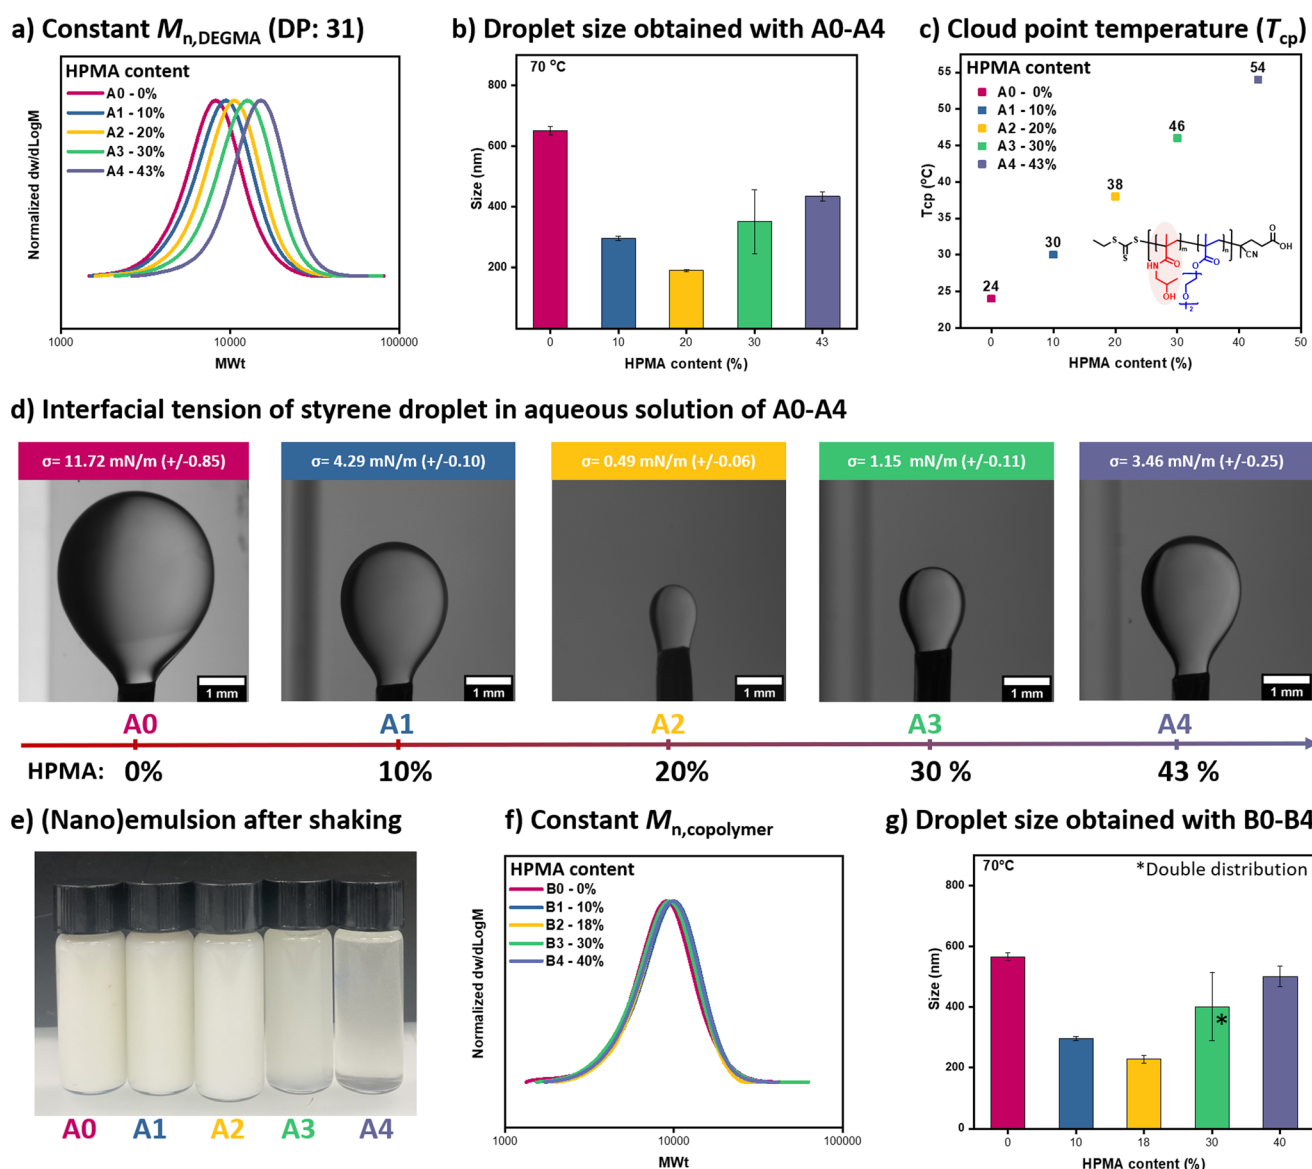 a) Constant Mn,DEGMA (DP: 31)
HPMA content
A0 - 0%
A1 - 10%
A2 - 20%
A3 - 30%
A4 - 43%
Normalized dw/dLogM
1000
10000
100000
MWt
b) Droplet size obtained with A0-A4
70 °C
Size (nm)
800
600
400
200
0
10
20
30
43
HPMA content (%)
c) Cloud point temperature (Tcp)
HPMA content
A0 - 0%
A1 - 10%
A2 - 20%
A3 - 30%
A4 - 43%
Tcp (°C)
55
50
45
40
35
30
25
20
24
30
38
46
54
S
S
S
m
n
CN
O
OH
HN
O
OH
O
O
O
2
0
10
20
30
40
50
HPMA content (%)
d) Interfacial tension of styrene droplet in aqueous solution of A0-A4
σ= 11.72 mN/m (+/-0.85)
σ= 4.29 mN/m (+/-0.10)
σ= 0.49 mN/m (+/-0.06)
σ= 1.15 mN/m (+/-0.11)
σ= 3.46 mN/m (+/-0.25)
1 mm
1 mm
1 mm
1 mm
1 mm
A0
A1
A2
A3
A4
HPMA: 0% 10% 20% 30 % 43 %
e) (Nano)emulsion after shaking
A0 A1 A2 A3 A4
f) Constant Mn,copolymer
HPMA content
B0 - 0%
B1 - 10%
B2 - 18%
B3 - 30%
B4 - 40%
Normalized dw/dLogM
1000
10000
100000
MWt
g) Droplet size obtained with B0-B4
70°C
*Double distribution
Size (nm)
800
600
400
200
0
*
0
10
18
30
40
HPMA content (%)